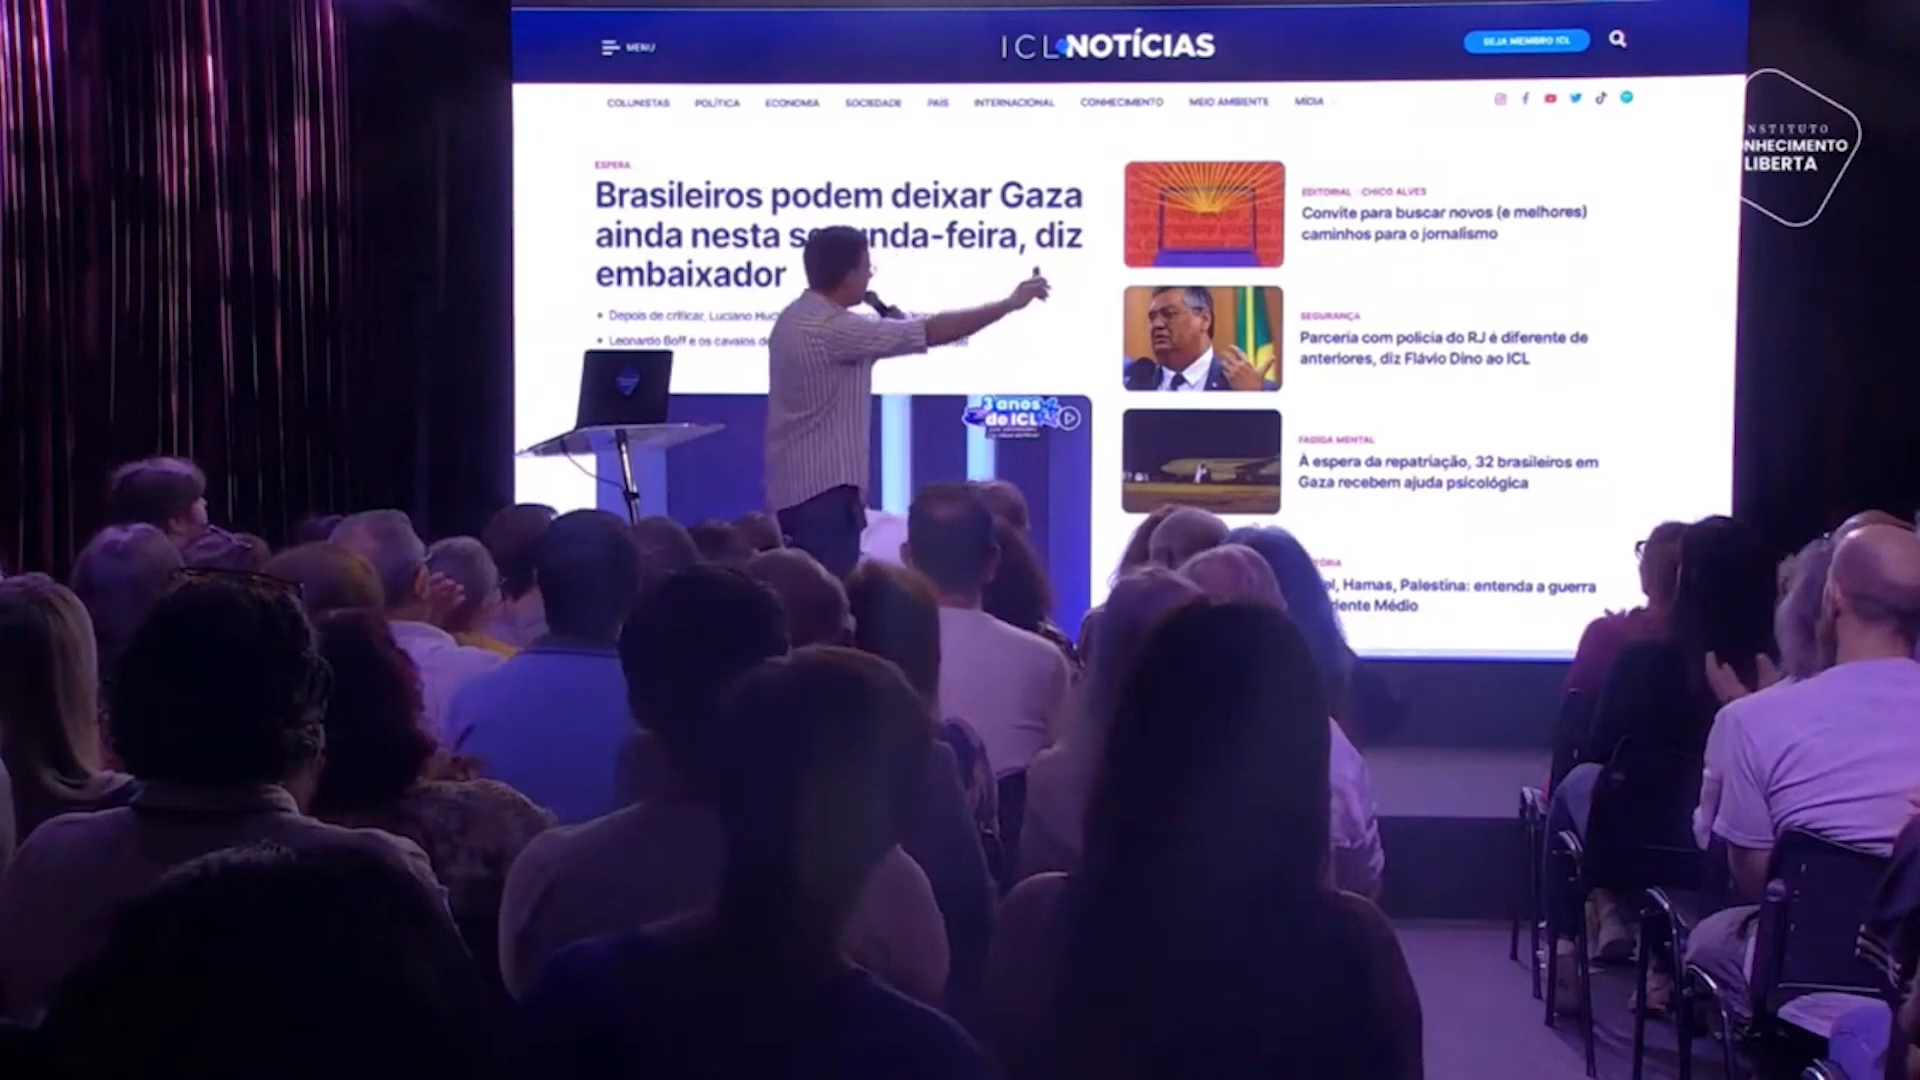 MENU
ICL NOTÍCIAS
SEJA MEMBRO ICL
COLUNISTAS POLÍTICA ECONOMIA SOCIEDADE PAÍS INTERNACIONAL CONHECIMENTO MEIO AMBIENTE MÍDIA
NSTITUTO
NHECIMENTO
LIBERTA
ESPERA
Brasileiros podem deixar Gaza
ainda nesta se unda-feira, diz
embaixador
• Depois de criticar, Luciano Huc
• Leonardo Boff e os cavalos de
3 anos
do ICL
EDITORIAL - CHICO ALVES
Convite para buscar novos (e melhores)
caminhos para o jornalismo
SEGURANÇA
Parceria com polícia do RJ é diferente de
anteriores, diz Flávio Dino ao ICL
FADIGA MENTAL
À espera da repatriação, 32 brasileiros em
Gaza recebem ajuda psicológica
TÓRIA
el, Hamas, Palestina: entenda a guerra
riente Médio